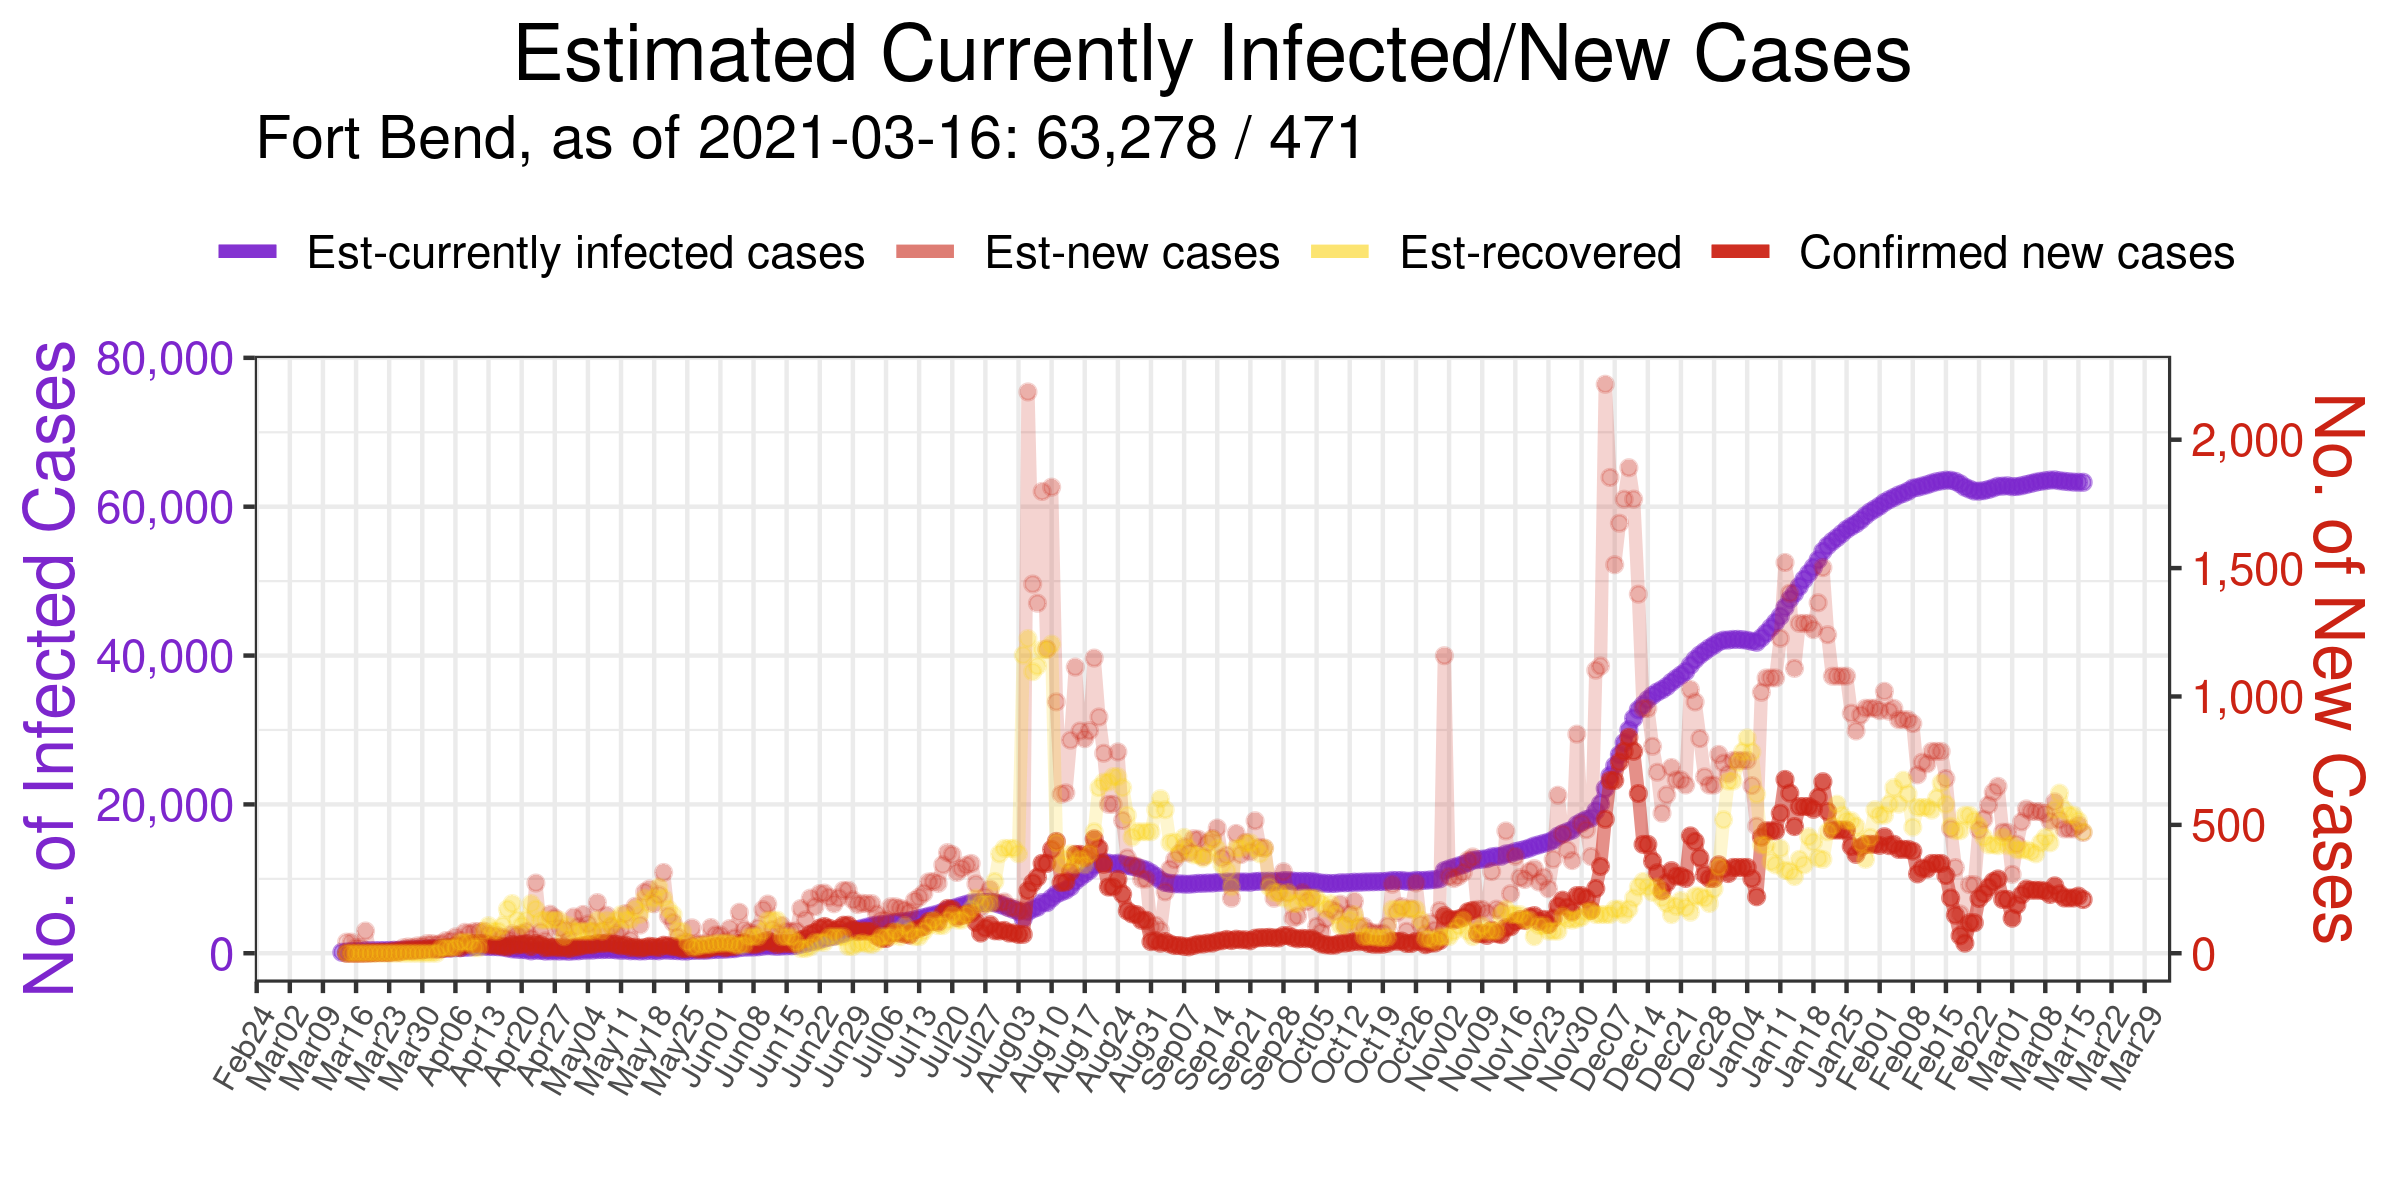 Estimated Currently Infected/New Cases
Fort Bend, as of 2021-03-16: 63,278 / 471
Est-currently infected cases Est-new cases Est-recovered Confirmed new cases
No. of Infected Cases
80,000
60,000
40,000
20,000
0
2,000
1,500
1,000
500
0
No. of New Cases
Feb24 Mar02 Mar09 Mar16 Mar23 Mar30 Apr06 Apr13 Apr20 Apr27 May04 May11 May18 May25 Jun01 Jun08 Jun15 Jun22 Jun29 Jul06 Jul13 Jul20 Jul27 Aug03 Aug10 Aug17 Aug24 Aug31 Sep07 Sep14 Sep21 Sep28 Oct05 Oct12 Oct19 Oct26 Nov02 Nov09 Nov16 Nov23 Nov30 Dec07 Dec14 Dec21 Dec28 Jan04 Jan11 Jan18 Jan25 Feb01 Feb08 Feb15 Feb22 Mar01 Mar08 Mar15 Mar22 Mar29